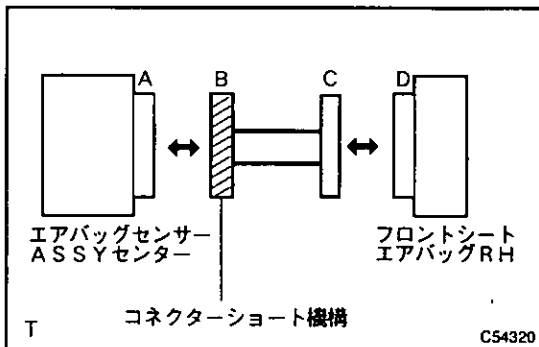 A B C D
エアバッグセンサー
ASSYセンター
フロントシート
エアバッグRH
コネクターショート機構
T
C54320